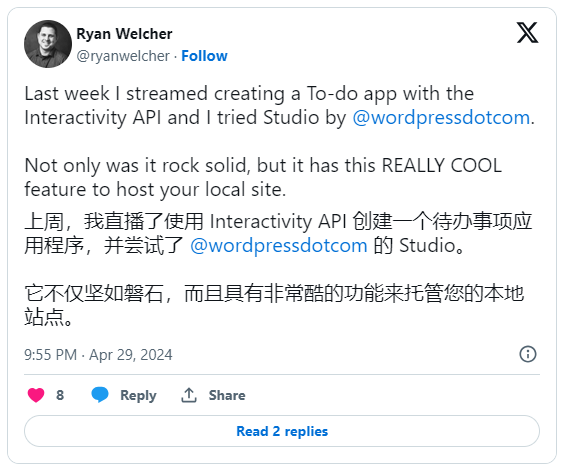 Ryan Welcher
@ryanwelcher · Follow
Last week I streamed creating a To-do app with the
Interactivity API and I tried Studio by @wordpressdotcom.
Not only was it rock solid, but it has this REALLY COOL
feature to host your local site.
上周，我直播了使用 Interactivity API 创建一个待办事项应
用程序，并尝试了 @wordpressdotcom 的 Studio。
它不仅坚如磐石，而且具有非常酷的功能来托管您的本地
站点。
9:55 PM · Apr 29, 2024
8 Reply Share
Read 2 replies